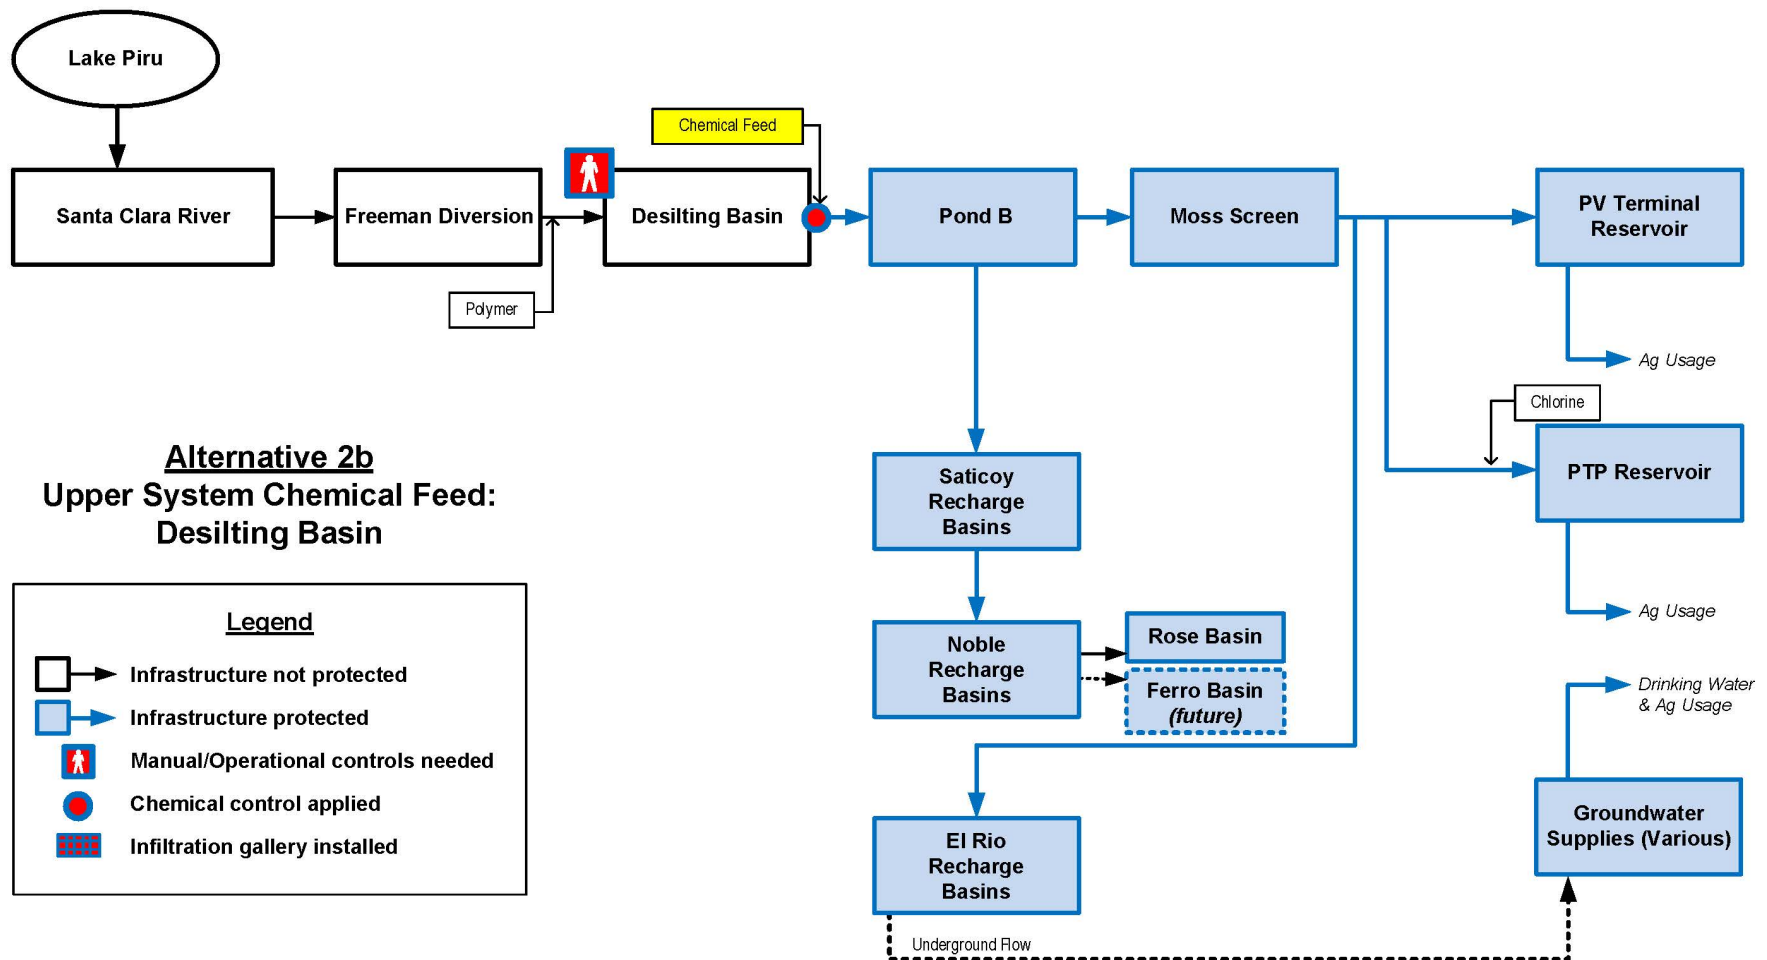 Lake Piru
Chemical Feed
Santa Clara River
Freeman Diversion
Desilting Basin
Pond B
Moss Screen
PV Terminal
Reservoir
Polymer
Ag Usage
Chlorine
Alternative 2b
Upper System Chemical Feed:
Desilting Basin
Saticoy
Recharge
Basins
PTP Reservoir
Ag Usage
Legend
Infrastructure not protected
Infrastructure protected
Manual/Operational controls needed
Chemical control applied
Infiltration gallery installed
Noble
Recharge
Basins
Rose Basin
Ferro Basin
(future)
Drinking Water
& Ag Usage
El Rio
Recharge
Basins
Groundwater
Supplies (Various)
Underground Flow